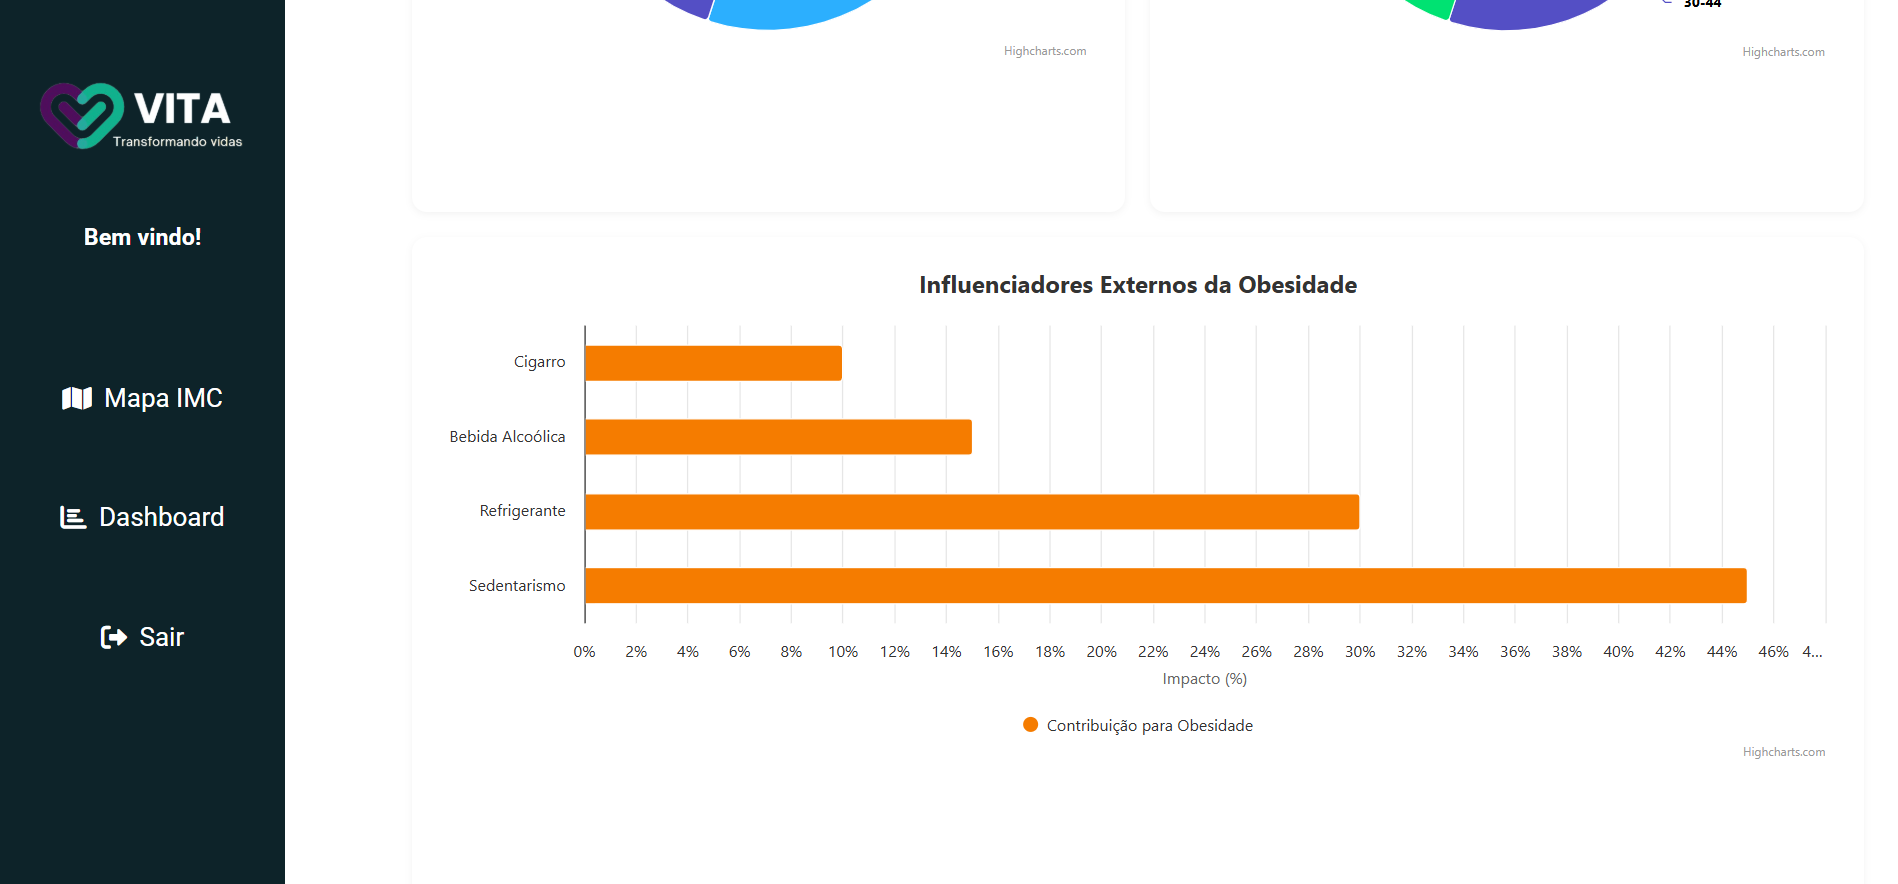 VITA
Transformando vidas
Bem vindo!
Mapa IMC
Dashboard
Sair
30-44
Highcharts.com
Highcharts.com
Influenciadores Externos da Obesidade
Cigarro
Bebida Alcoólica
Refrigerante
Sedentarismo
0% 2% 4% 6% 8% 10% 12% 14% 16% 18% 20% 22% 24% 26% 28% 30% 32% 34% 36% 38% 40% 42% 44% 46% 4...
Impacto (%)
Contribuição para Obesidade
Highcharts.com